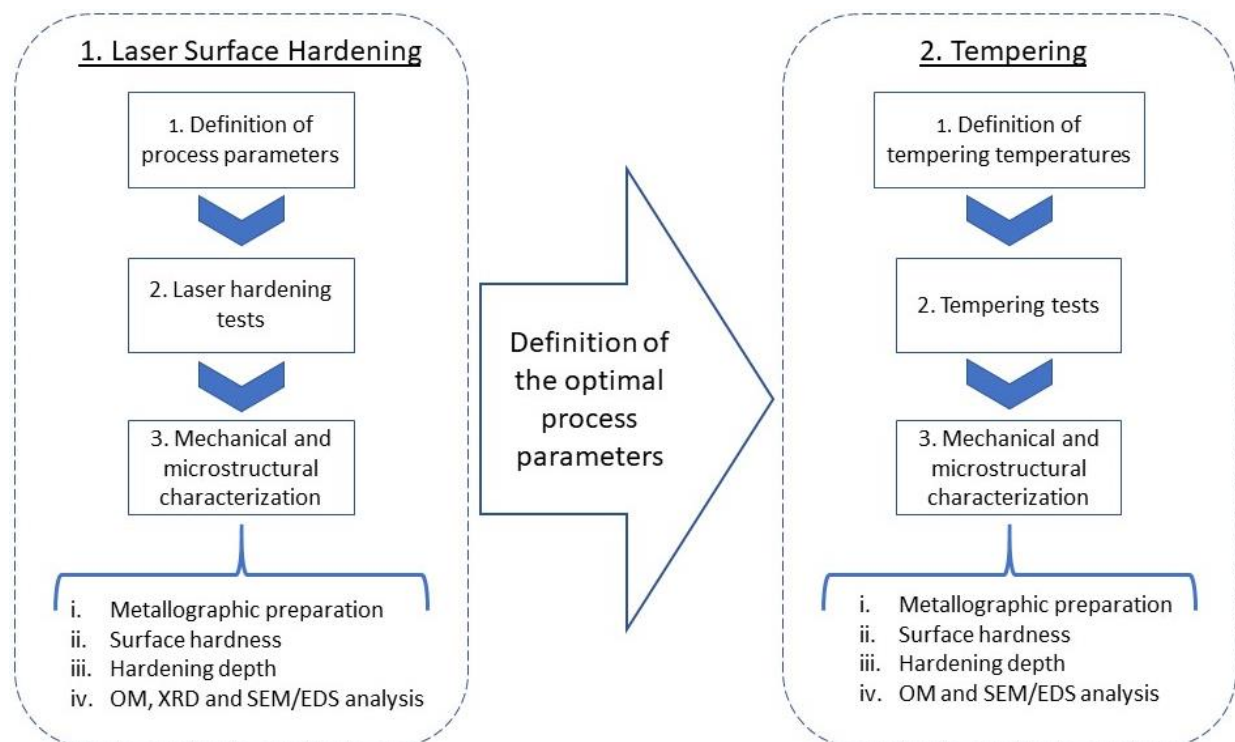 1. Laser Surface Hardening
1. Definition of
process parameters
2. Laser hardening
tests
3. Mechanical and
microstructural
characterization
i. Metallographic preparation
ii. Surface hardness
iii. Hardening depth
iv. OM, XRD and SEM/EDS analysis
Definition of
the optimal
process
parameters
2. Tempering
1. Definition of
tempering temperatures
2. Tempering tests
3. Mechanical and
microstructural
characterization
i. Metallographic preparation
ii. Surface hardness
iii. Hardening depth
iv. OM and SEM/EDS analysis